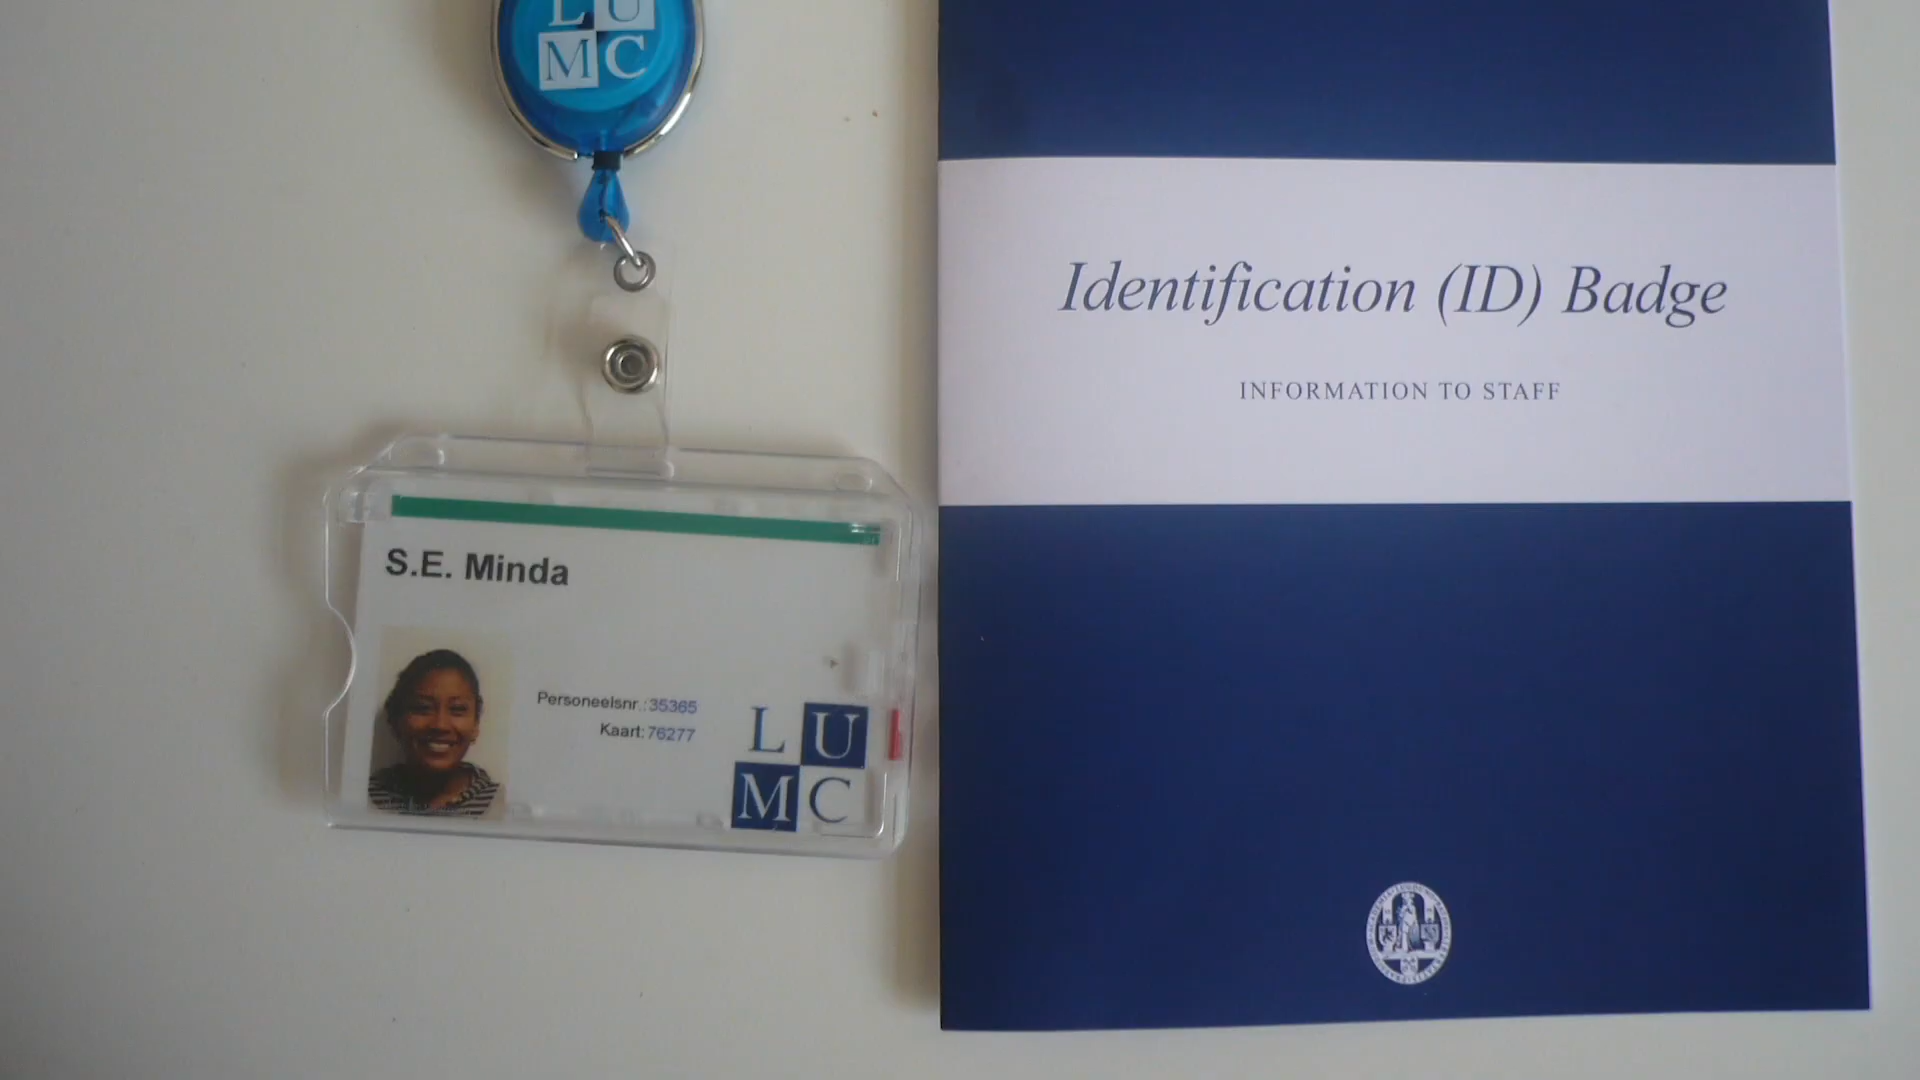 L U
M C
S.E. Minda
Personeelsnr.:35365
Kaart:76277
L U
M C
Identification (ID) Badge
INFORMATION TO STAFF